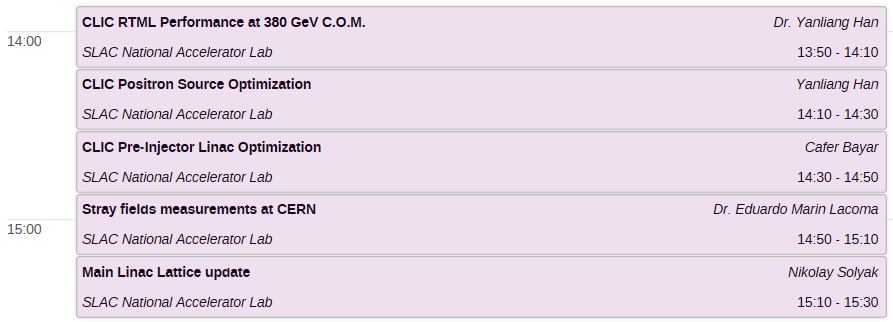 CLIC RTML Performance at 380 GeV C.O.M. Dr. Yanliang Han
14:00
SLAC National Accelerator Lab 13:50 - 14:10
CLIC Positron Source Optimization Yanliang Han
SLAC National Accelerator Lab 14:10 - 14:30
CLIC Pre-Injector Linac Optimization Cafer Bayar
SLAC National Accelerator Lab 14:30 - 14:50
Stray fields measurements at CERN Dr. Eduardo Marin Lacoma
15:00
SLAC National Accelerator Lab 14:50 - 15:10
Main Linac Lattice update Nikolay Solyak
SLAC National Accelerator Lab 15:10 - 15:30